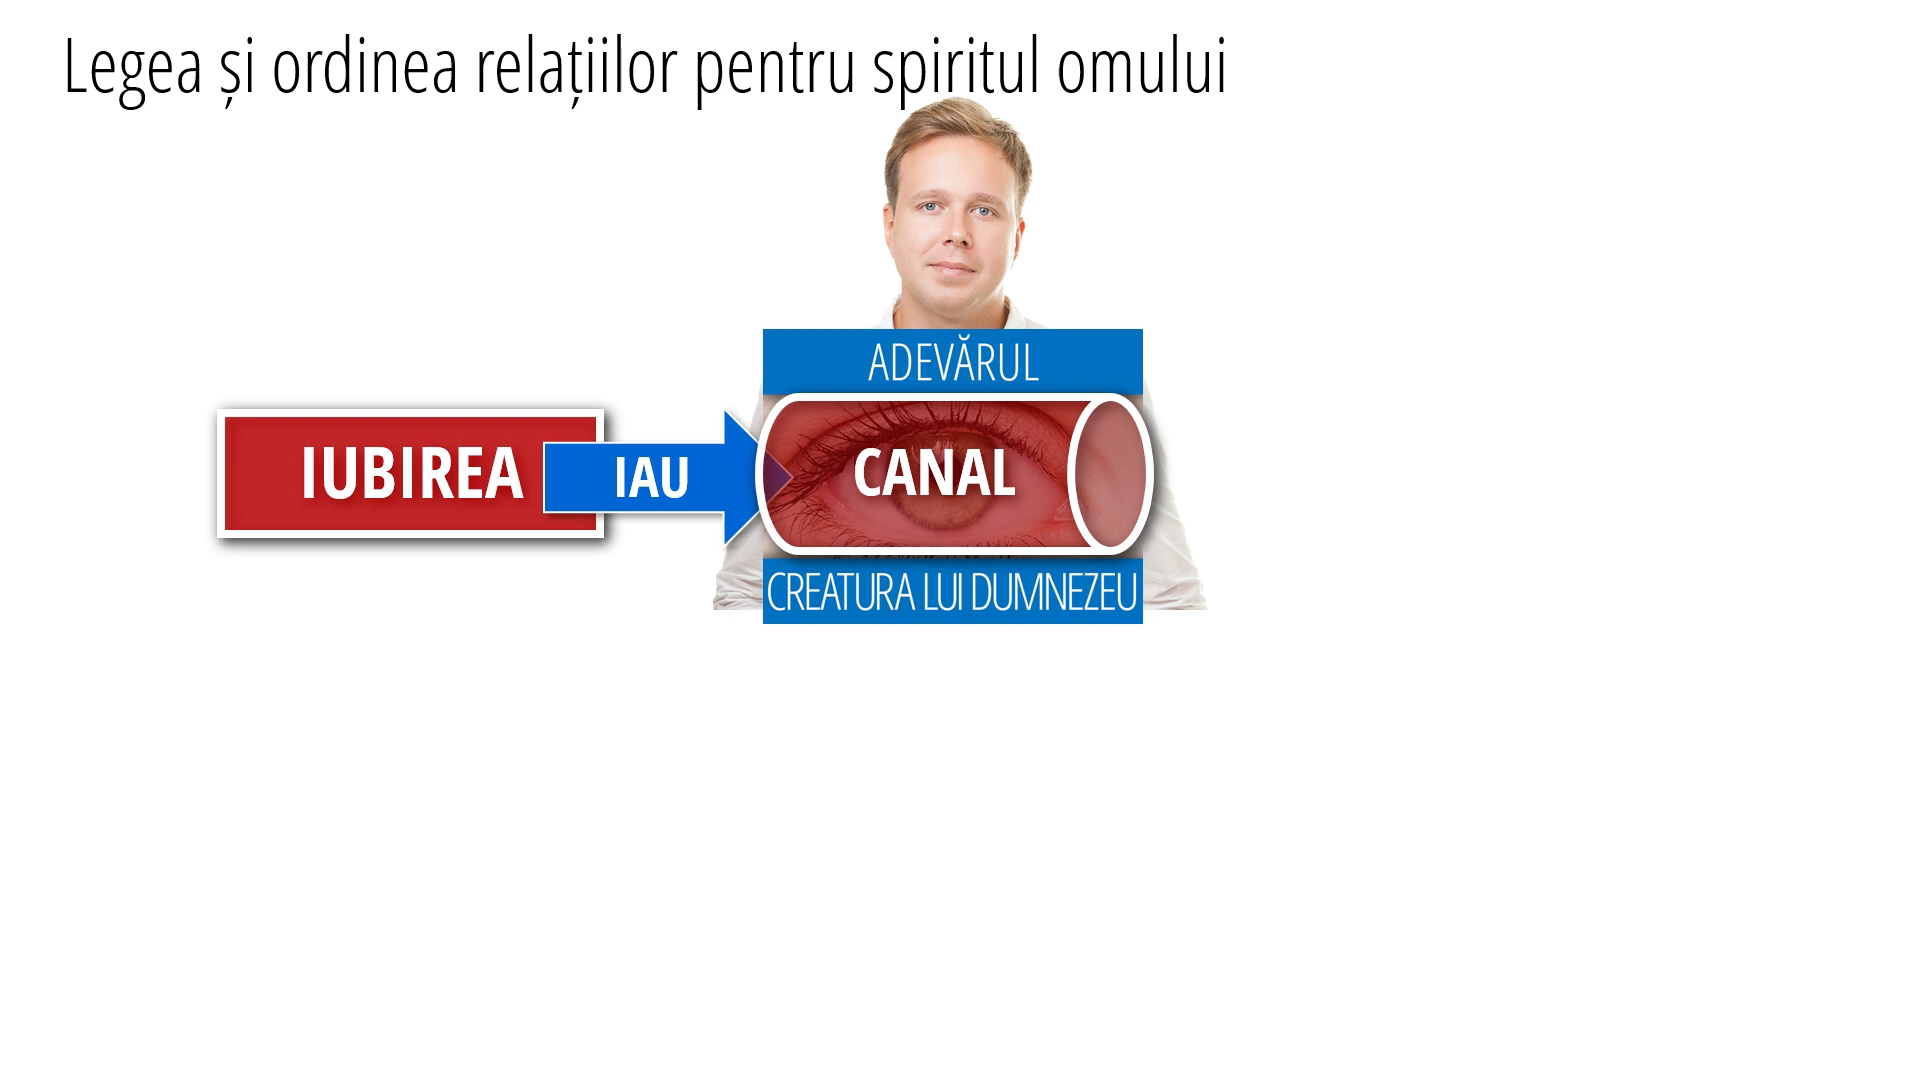 Legea și ordinea relațiilor pentru spiritul omului
ADEVĂRUL
IUBIREA
IAU
CANAL
CREATURA LUI DUMNEZEU